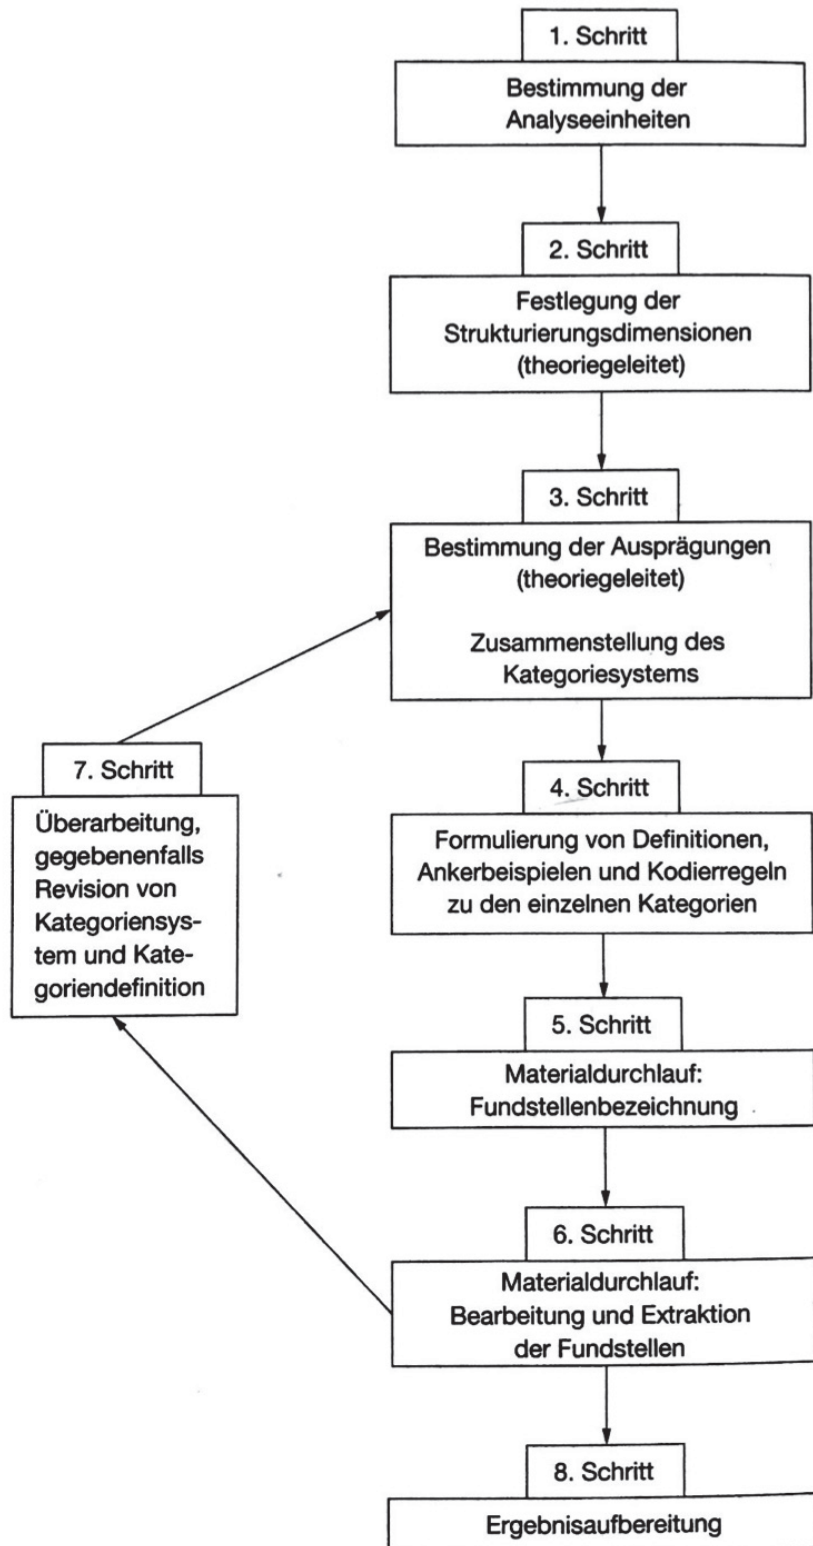 1. Schritt
Bestimmung der
Analyseeinheiten
2. Schritt
Festlegung der
Strukturierungsdimensionen
(theoriegeleitet)
3. Schritt
Bestimmung der Ausprägungen
(theoriegeleitet)
Zusammenstellung des
Kategoriesystems
4. Schritt
Formulierung von Definitionen,
Ankerbeispielen und Kodierregeln
zu den einzelnen Kategorien
5. Schritt
Materialdurchlauf:
Fundstellenbezeichnung
6. Schritt
Materialdurchlauf:
Bearbeitung und Extraktion
der Fundstellen
7. Schritt
Überarbeitung,
gegebenenfalls
Revision von
Kategoriensys-
tem und Kate-
goriendefinition
8. Schritt
Ergebnisaufbereitung